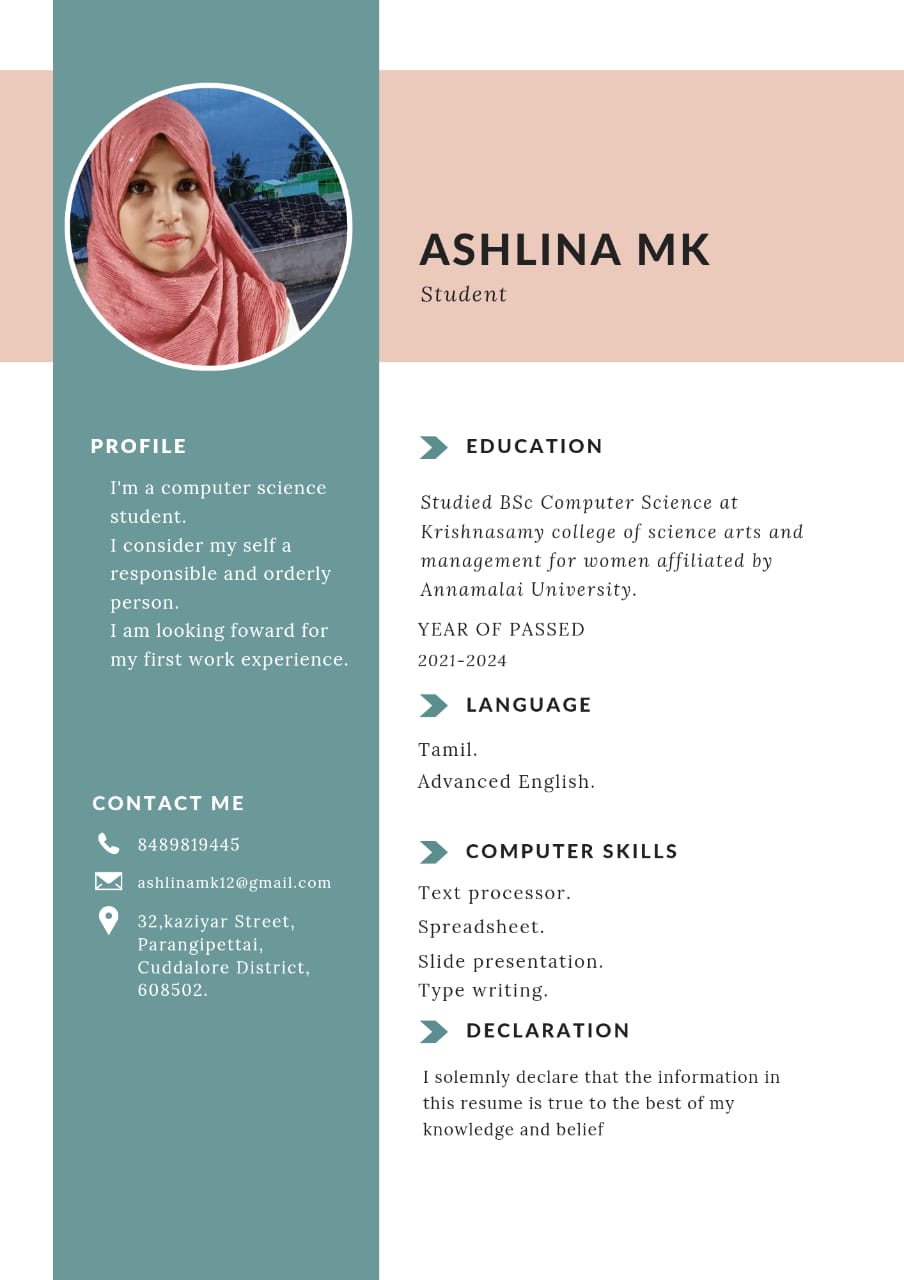 ASHLINA MK
Student
PROFILE
I'm a computer science
student.
I consider my self a
responsible and orderly
person.
I am looking foward for
my first work experience.
CONTACT ME
8489819445
ashlinamk12@gmail.com
32,kaziyar Street,
Parangipettai,
Cuddalore District,
608502.
EDUCATION
Studied BSc Computer Science at
Krishnasamy college of science arts and
management for women affiliated by
Annamalai University.
YEAR OF PASSED
2021-2024
LANGUAGE
Tamil.
Advanced English.
COMPUTER SKILLS
Text processor.
Spreadsheet.
Slide presentation.
Type writing.
DECLARATION
I solemnly declare that the information in
this resume is true to the best of my
knowledge and belief